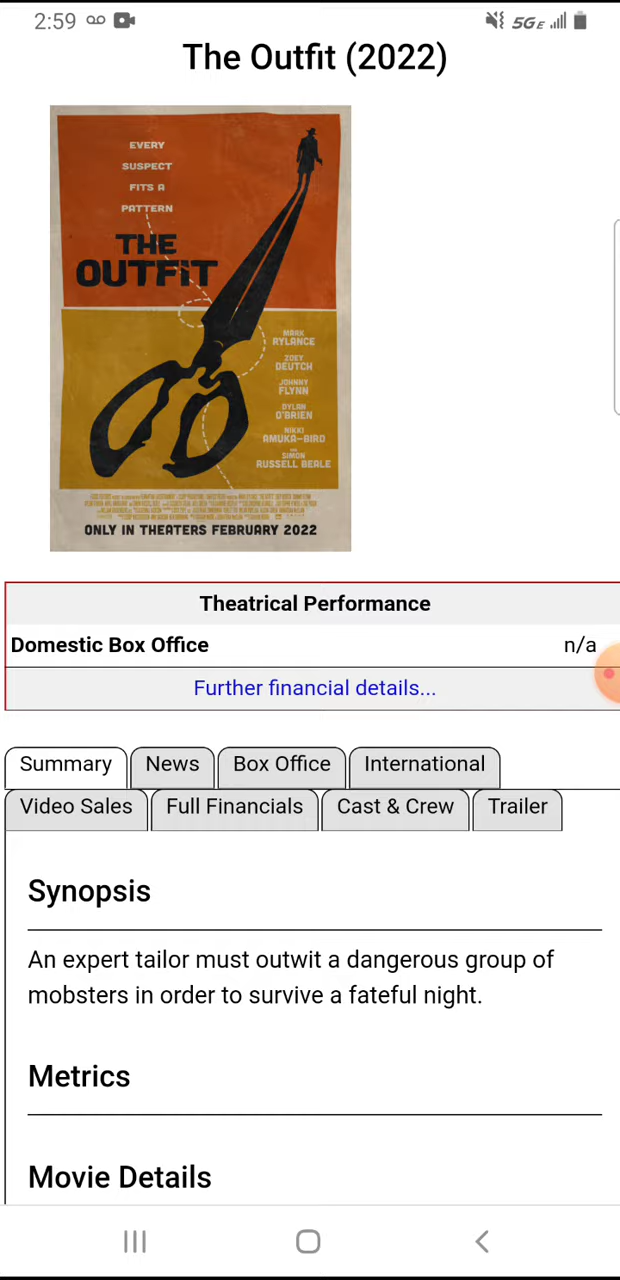 2:59
5GE
The Outfit (2022)
EVERY
SUSPECT
FITS A
PATTERN
THE
OUTFIT
MARK
RYLANCE
ZOEY
DEUTCH
JOHNNY
FLYNN
DYLAN
O'BRIEN
NIKKI
AMUKA-BIRD
SIMON
RUSSELL BEALE
ONLY IN THEATERS FEBRUARY 2022
Theatrical Performance
Domestic Box Office n/a
Further financial details...
Summary News Box Office International
Video Sales Full Financials Cast & Crew Trailer
Synopsis
An expert tailor must outwit a dangerous group of
mobsters in order to survive a fateful night.
Metrics
Movie Details